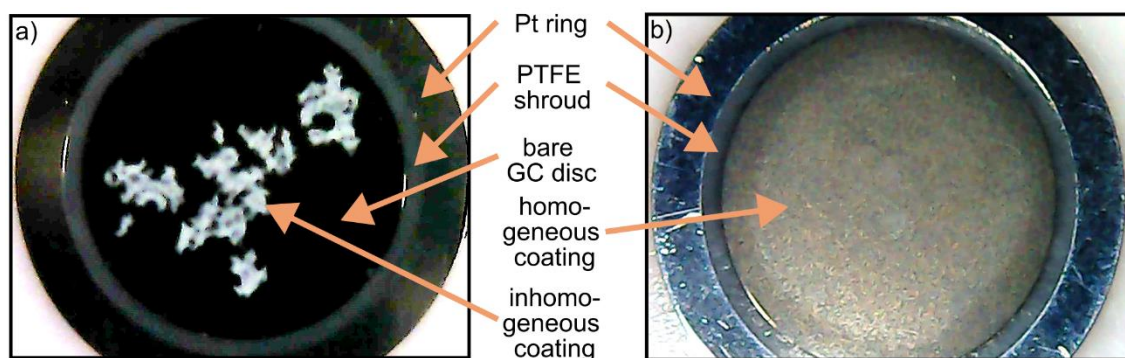 a)
Pt ring
PTFE
shroud
bare
GC disc
homo-
geneous
coating
inhomo-
geneous
coating
b)